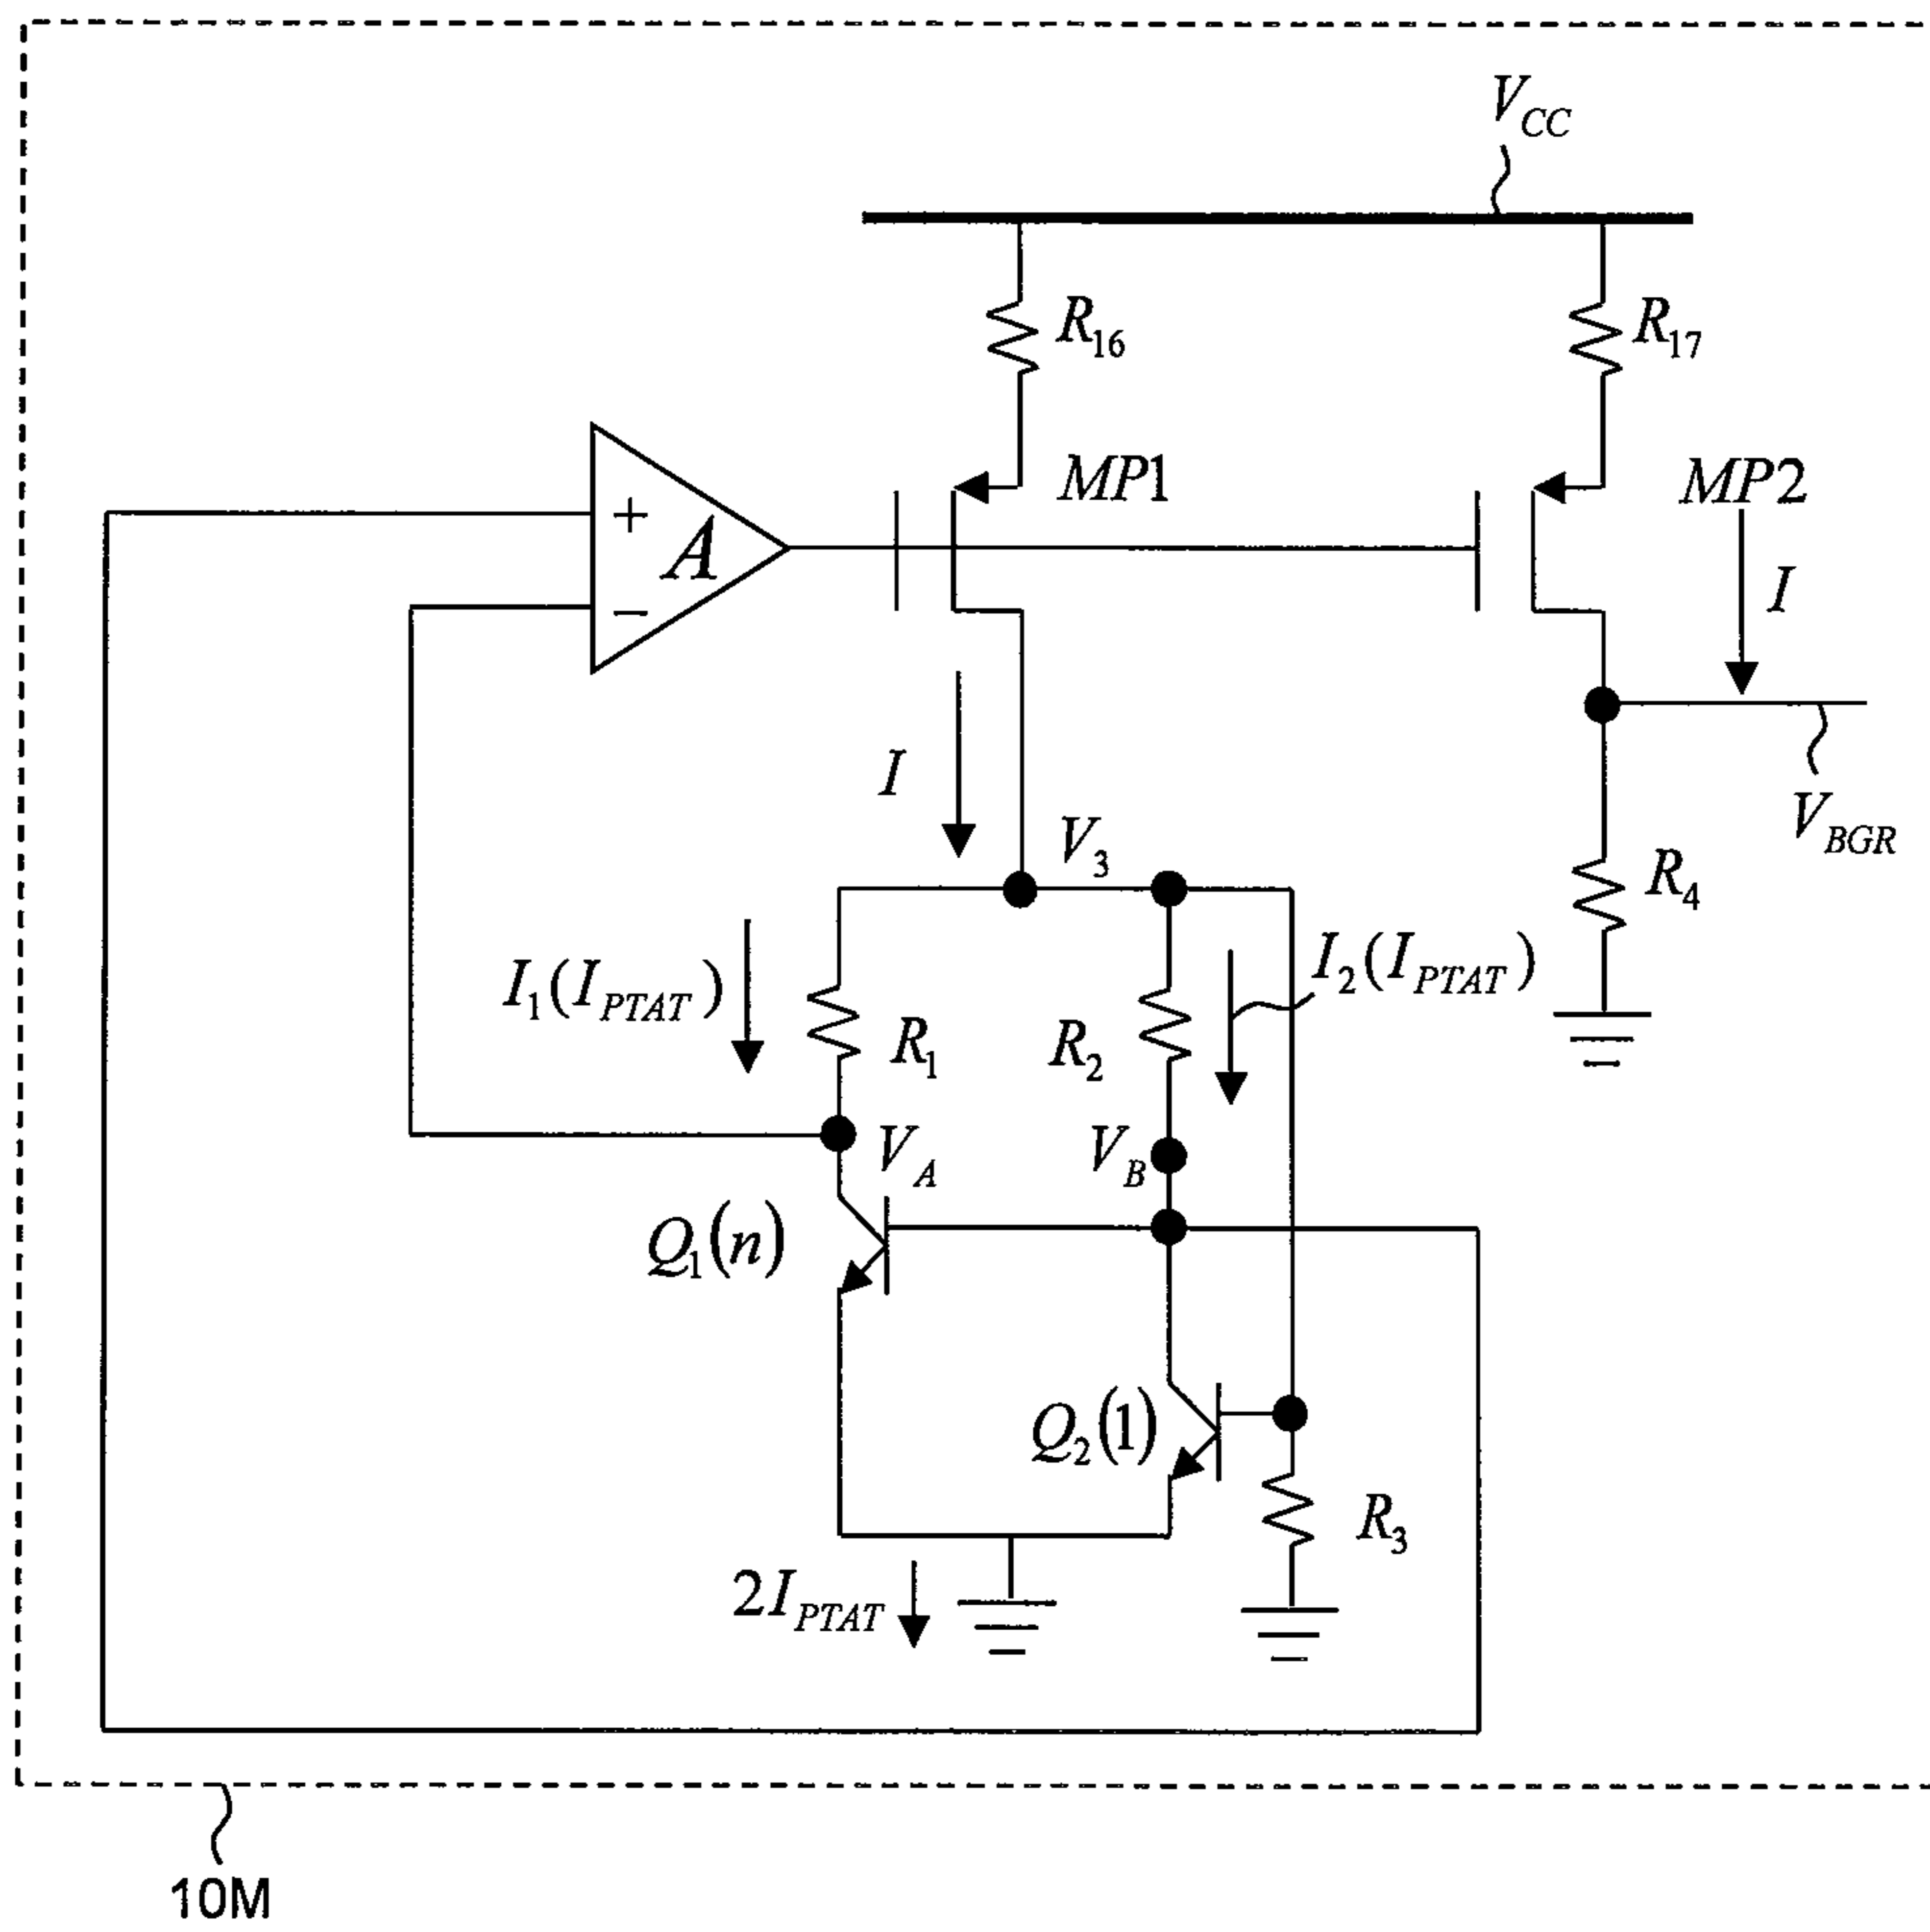 V_CC
R_16
R_17
MP1
MP2
+
A
−
I
I
V_3
V_BGR
R_4
I_1(I_PTAT)
I_2(I_PTAT)
R_1
R_2
V_A
V_B
Q_1(n)
Q_2(1)
R_3
2I_PTAT
10M